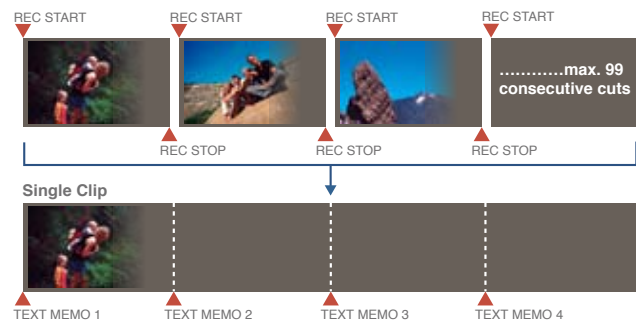 REC START
REC START
REC START
REC START
............max. 99
consecutive cuts
REC STOP
REC STOP
REC STOP
Single Clip
TEXT MEMO 1
TEXT MEMO 2
TEXT MEMO 3
TEXT MEMO 4